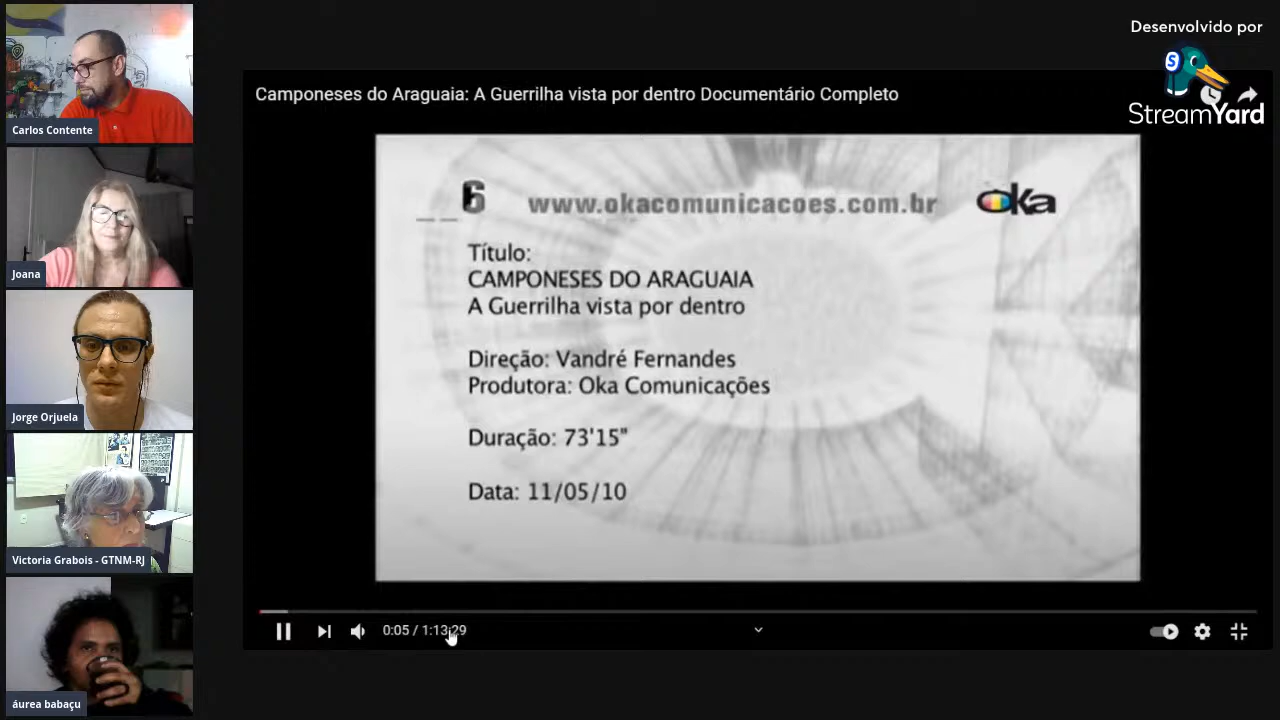 Carlos Contente
Joana
Jorge Orjuela
Victoria Grabois - GTNM-RJ
áurea babaçu
Desenvolvido por
StreamYard
Camponeses do Araguaia: A Guerrilha vista por dentro Documentário Completo
__6 www.okacomunicacoes.com.br oka
Título:
CAMPONESES DO ARAGUAIA
A Guerrilha vista por dentro
Direção: Vandré Fernandes
Produtora: Oka Comunicações
Duração: 73'15"
Data: 11/05/10
0:05 / 1:13:29